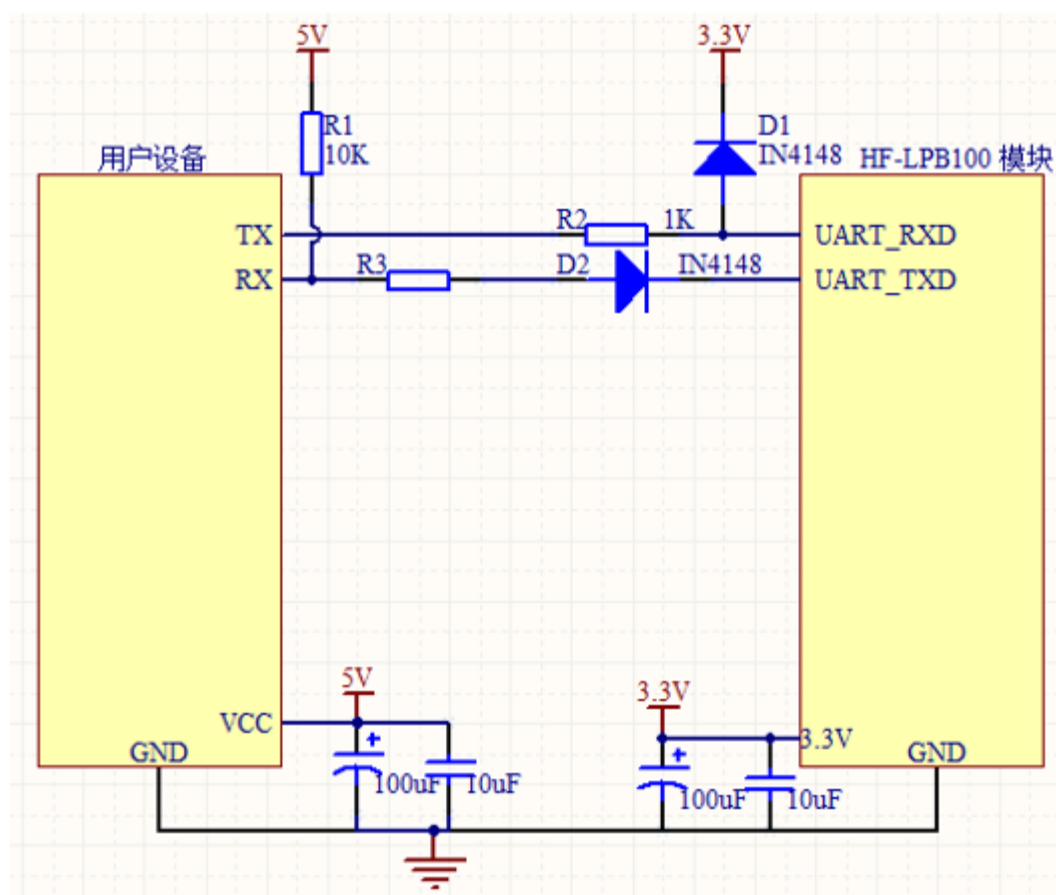 5V
3.3V
R1
10K
D1
IN4148
用户设备
HF-LPB100 模块
TX
R2
1K
UART_RXD
RX
R3
D2
IN4148
UART_TXD
5V
3.3V
VCC
+
+
3.3V
GND
100uF
10uF
100uF
10uF
GND